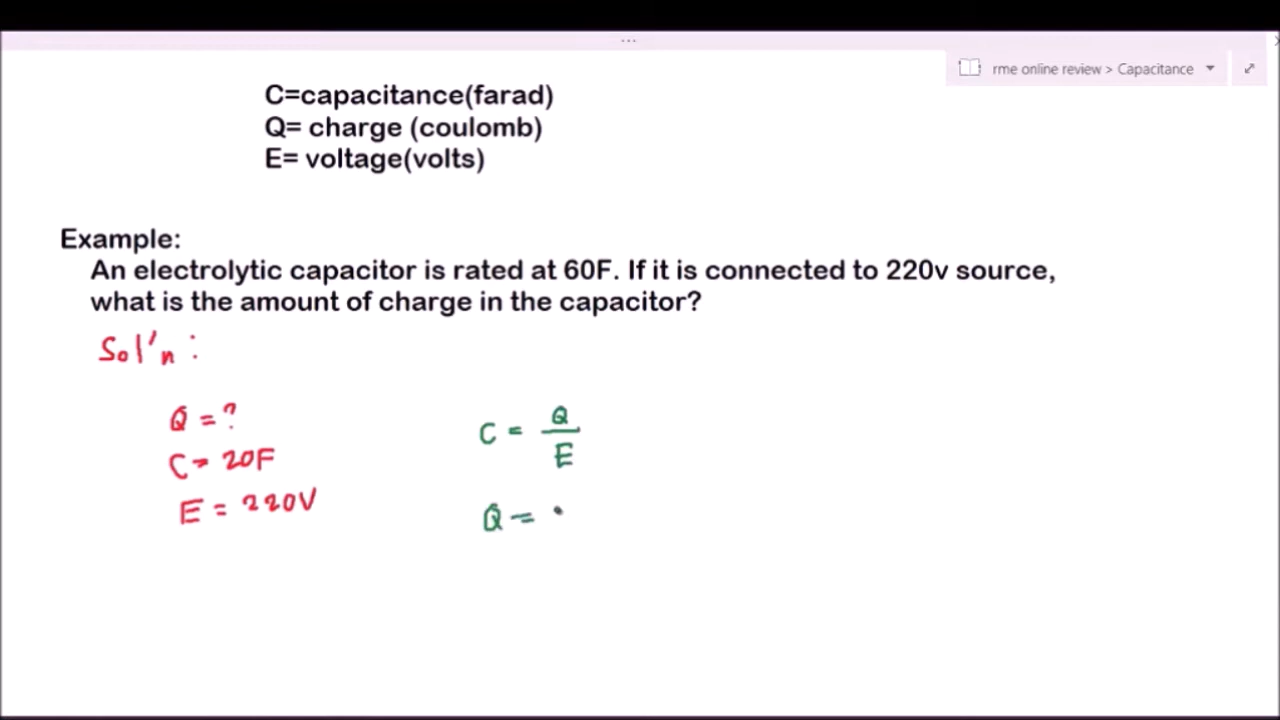 rme online review > Capacitance
C=capacitance(farad)
Q= charge (coulomb)
E= voltage(volts)
Example:
An electrolytic capacitor is rated at 60F. If it is connected to 220v source,
what is the amount of charge in the capacitor?
Sol'n :
Q = ?
C = 20F
E = 220V
C = Q/E
Q =